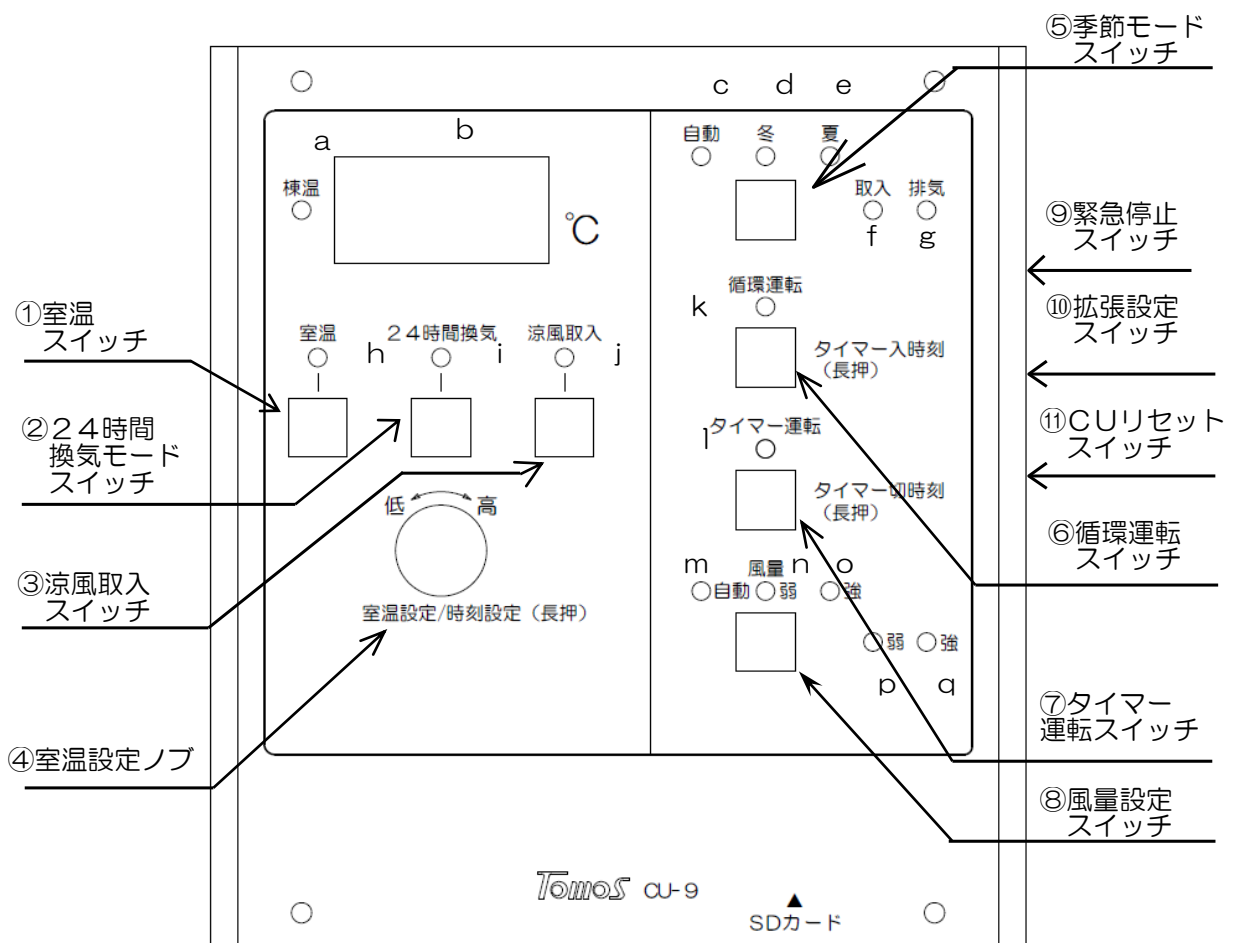 ⑤季節モード
スイッチ
c d e
a b
自動 冬 夏
棟温
℃
取入 排気
f g
⑨緊急停止
スイッチ
①室温
スイッチ
循環運転
k
⑩拡張設定
スイッチ
室温 h 24時間換気 i 涼風取入 j
タイマー入時刻
(長押)
②24時間
換気モード
スイッチ
l タイマー運転
⑪CUリセット
スイッチ
低 高
タイマー切時刻
(長押)
③涼風取入
スイッチ
⑥循環運転
スイッチ
m 風量 n o
自動 弱 強
室温設定/時刻設定(長押)
弱 強
p q
④室温設定ノブ
⑦タイマー
運転スイッチ
⑧風量設定
スイッチ
Tomos CU-9
▲
SDカード